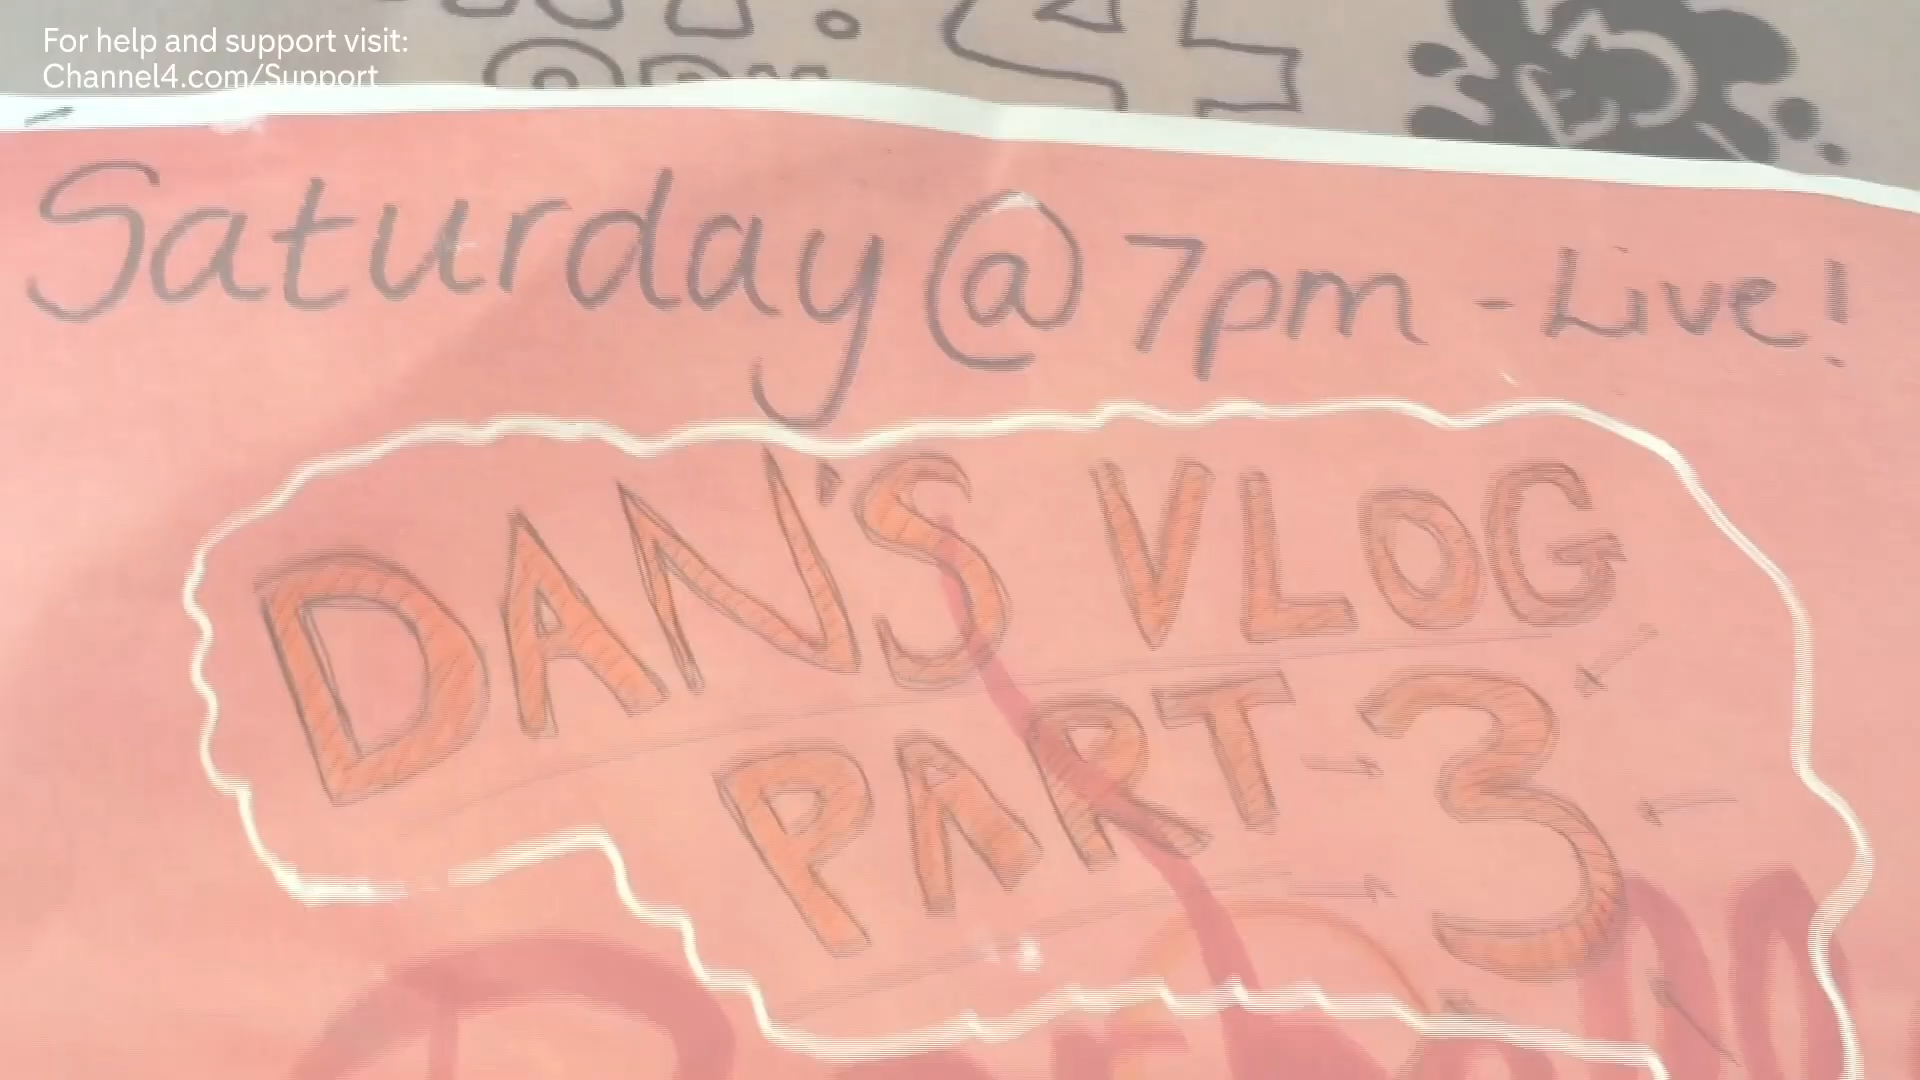 For help and support visit:
Channel4.com/Support
Saturday @ 7pm - Live!
DAN'S VLOG
PART 3